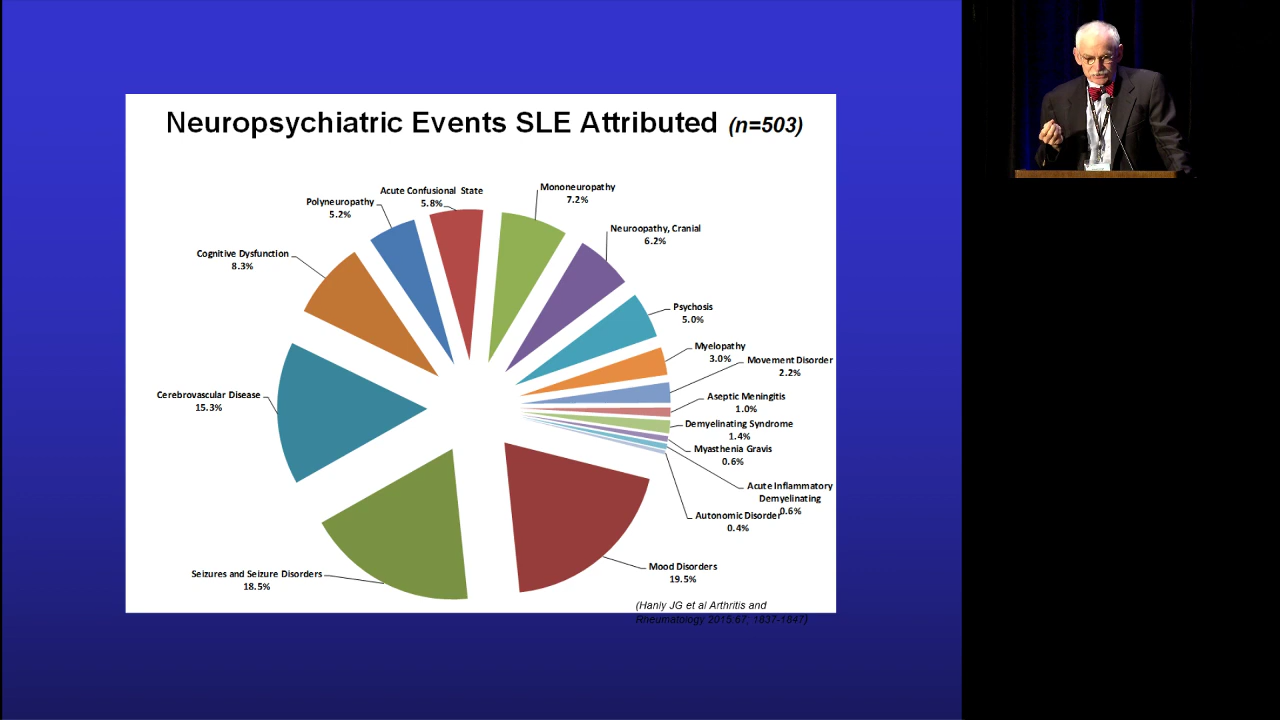 Neuropsychiatric Events SLE Attributed (n=503)
Acute Confusional State
5.8%
Mononeuropathy
7.2%
Polyneuropathy
5.2%
Neuroopathy, Cranial
6.2%
Cognitive Dysfunction
8.3%
Psychosis
5.0%
Myelopathy
3.0%
Movement Disorder
2.2%
Cerebrovascular Disease
15.3%
Aseptic Meningitis
1.0%
Demyelinating Syndrome
1.4%
Myasthenia Gravis
0.6%
Acute Inflammatory
Demyelinating
0.6%
Autonomic Disorder
0.4%
Seizures and Seizure Disorders
18.5%
Mood Disorders
19.5%
(Hanly JG et al Arthritis and
Rheumatology 2015:67, 1837-1847)